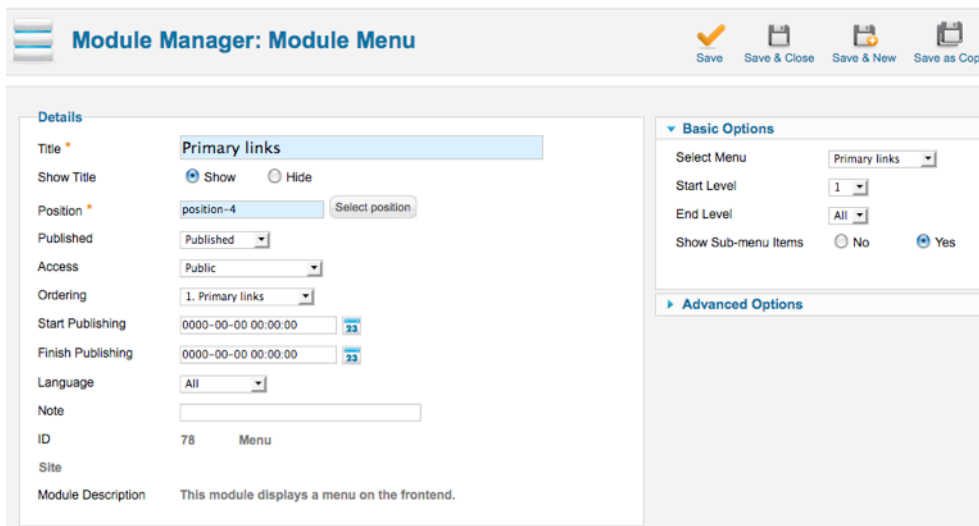 Module Manager: Module Menu
Save
Save & Close
Save & New
Save as Cop
Details
Title *
Primary links
Show Title
Show
Hide
Position *
position-4
Select position
Published
Published
Access
Public
Ordering
1. Primary links
Start Publishing
0000-00-00 00:00:00
23
Finish Publishing
0000-00-00 00:00:00
23
Language
All
Note
ID
78
Menu
Site
Module Description
This module displays a menu on the frontend.
Basic Options
Select Menu
Primary links
Start Level
1
End Level
All
Show Sub-menu Items
No
Yes
Advanced Options